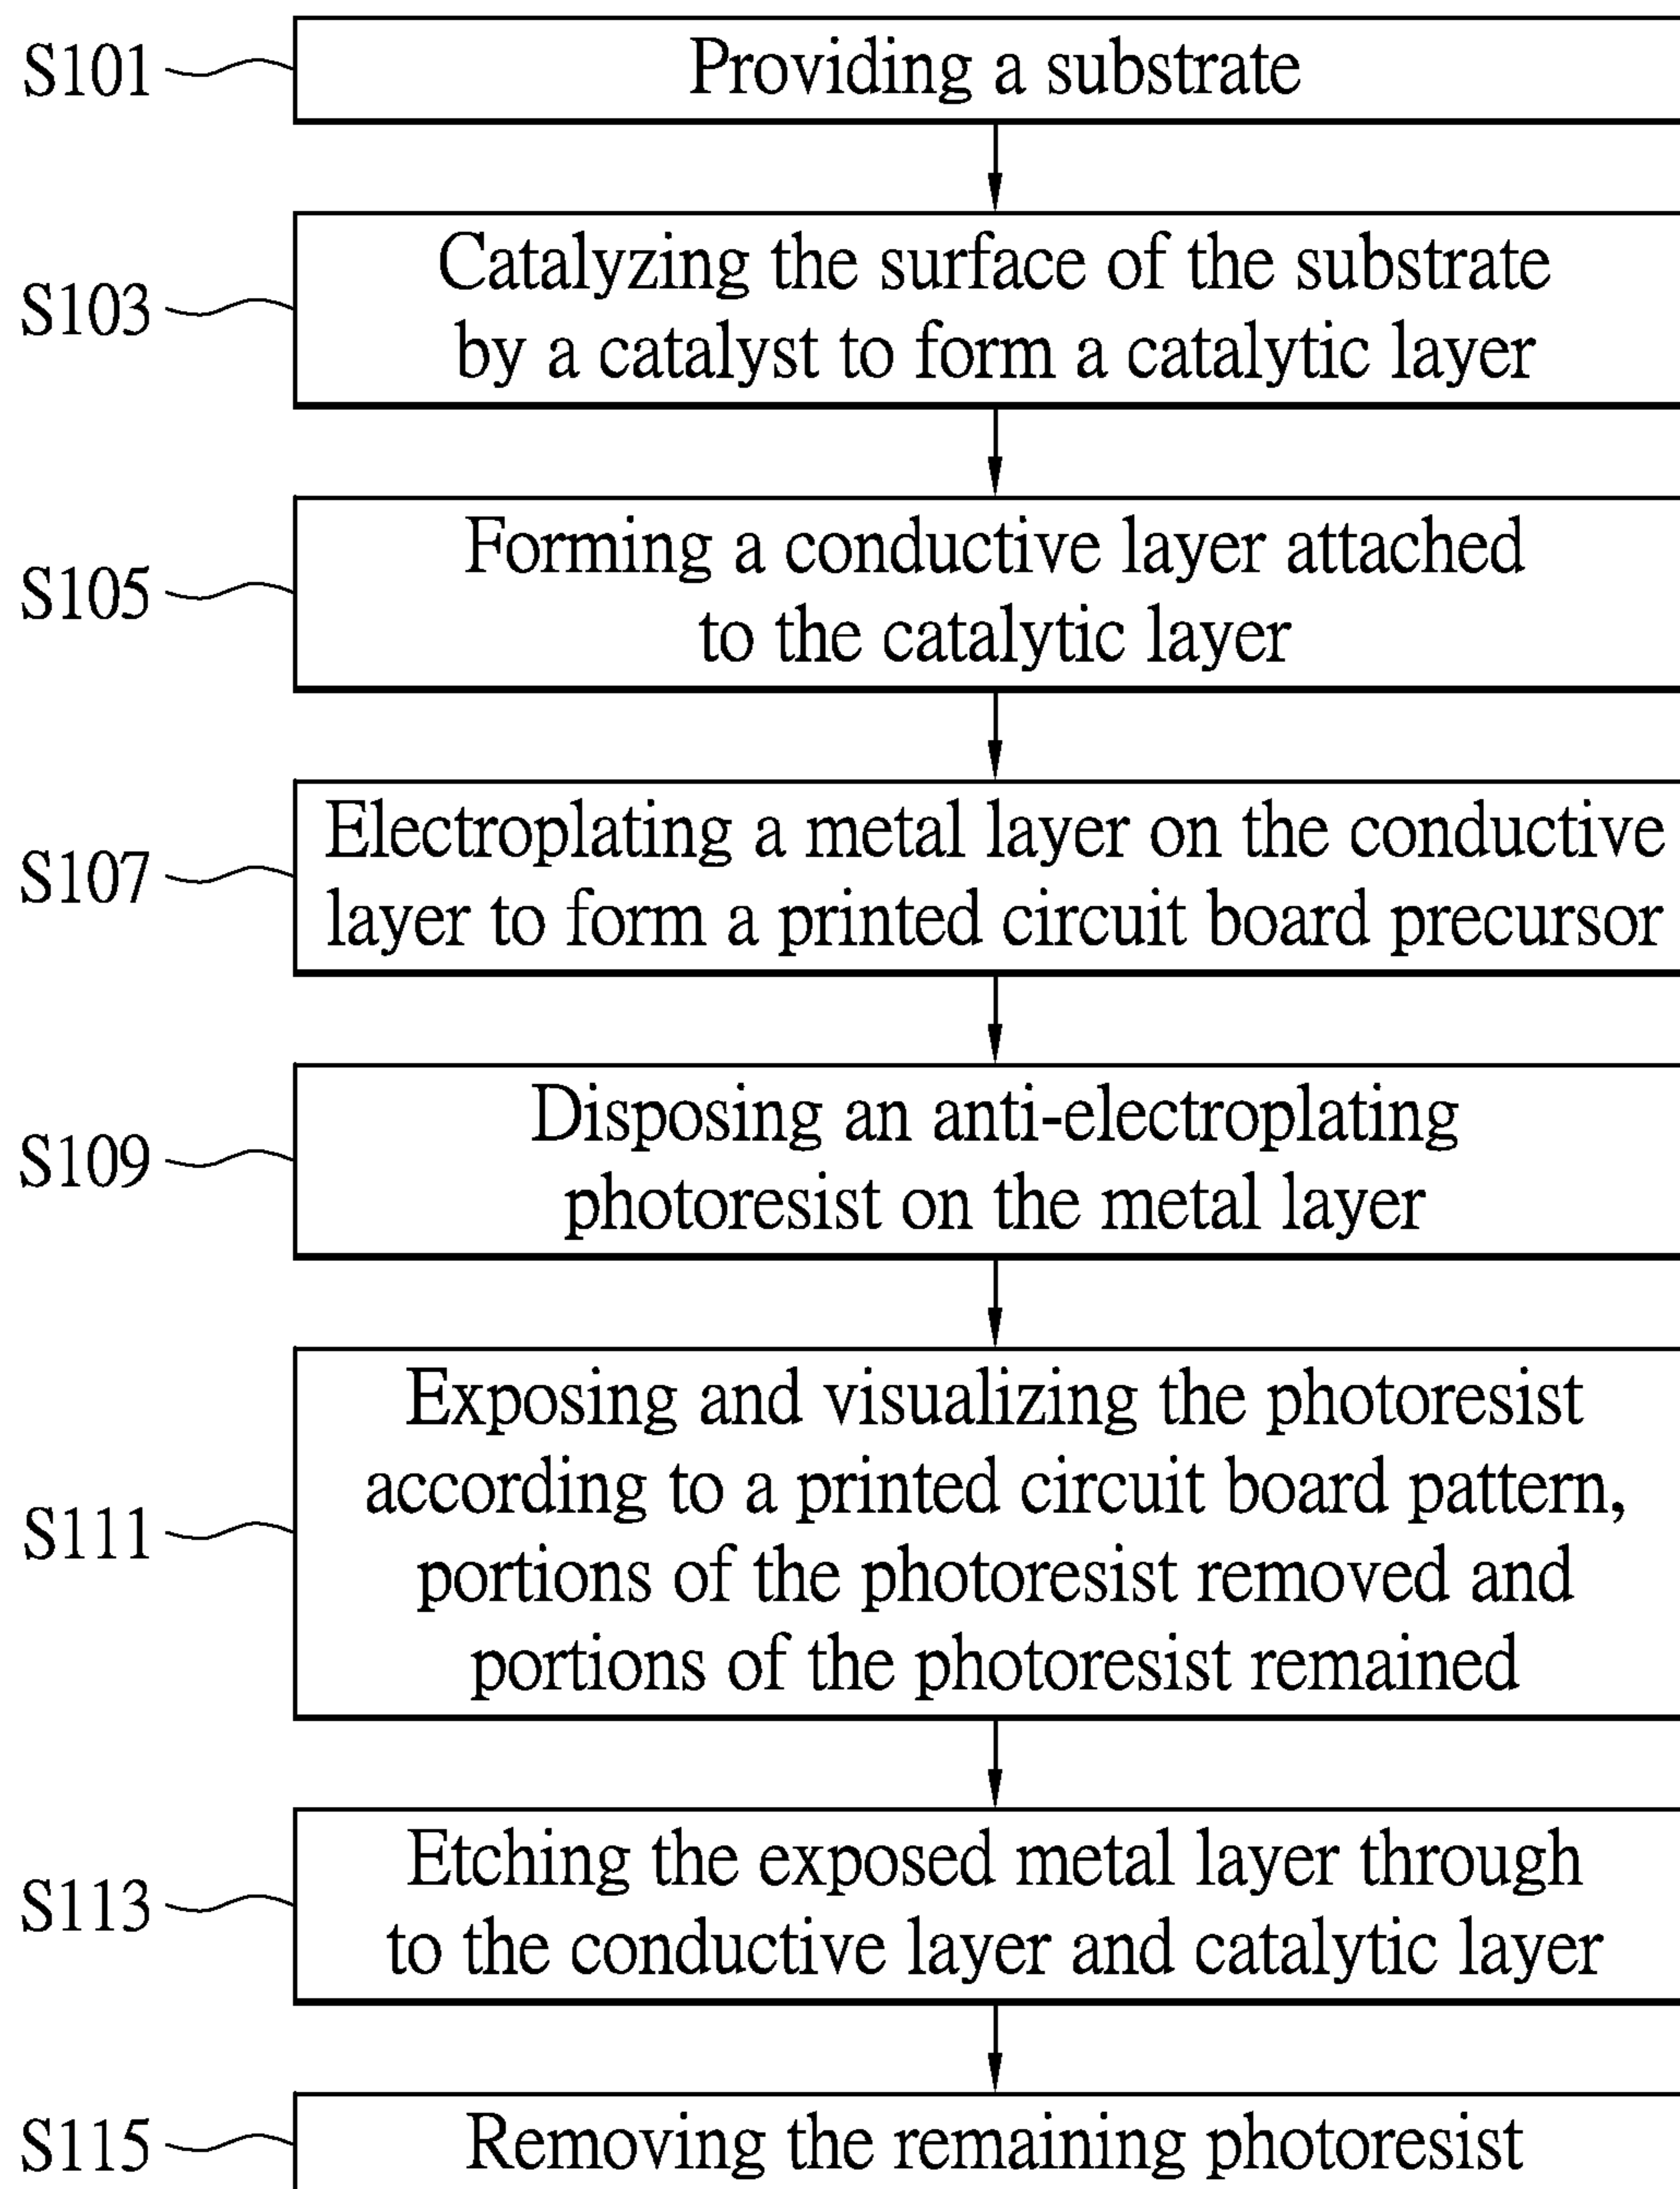 S101
Providing a substrate
S103
Catalyzing the surface of the substrate
by a catalyst to form a catalytic layer
S105
Forming a conductive layer attached
to the catalytic layer
S107
Electroplating a metal layer on the conductive
layer to form a printed circuit board precursor
S109
Disposing an anti-electroplating
photoresist on the metal layer
S111
Exposing and visualizing the photoresist
according to a printed circuit board pattern,
portions of the photoresist removed and
portions of the photoresist remained
S113
Etching the exposed metal layer through
to the conductive layer and catalytic layer
S115
Removing the remaining photoresist